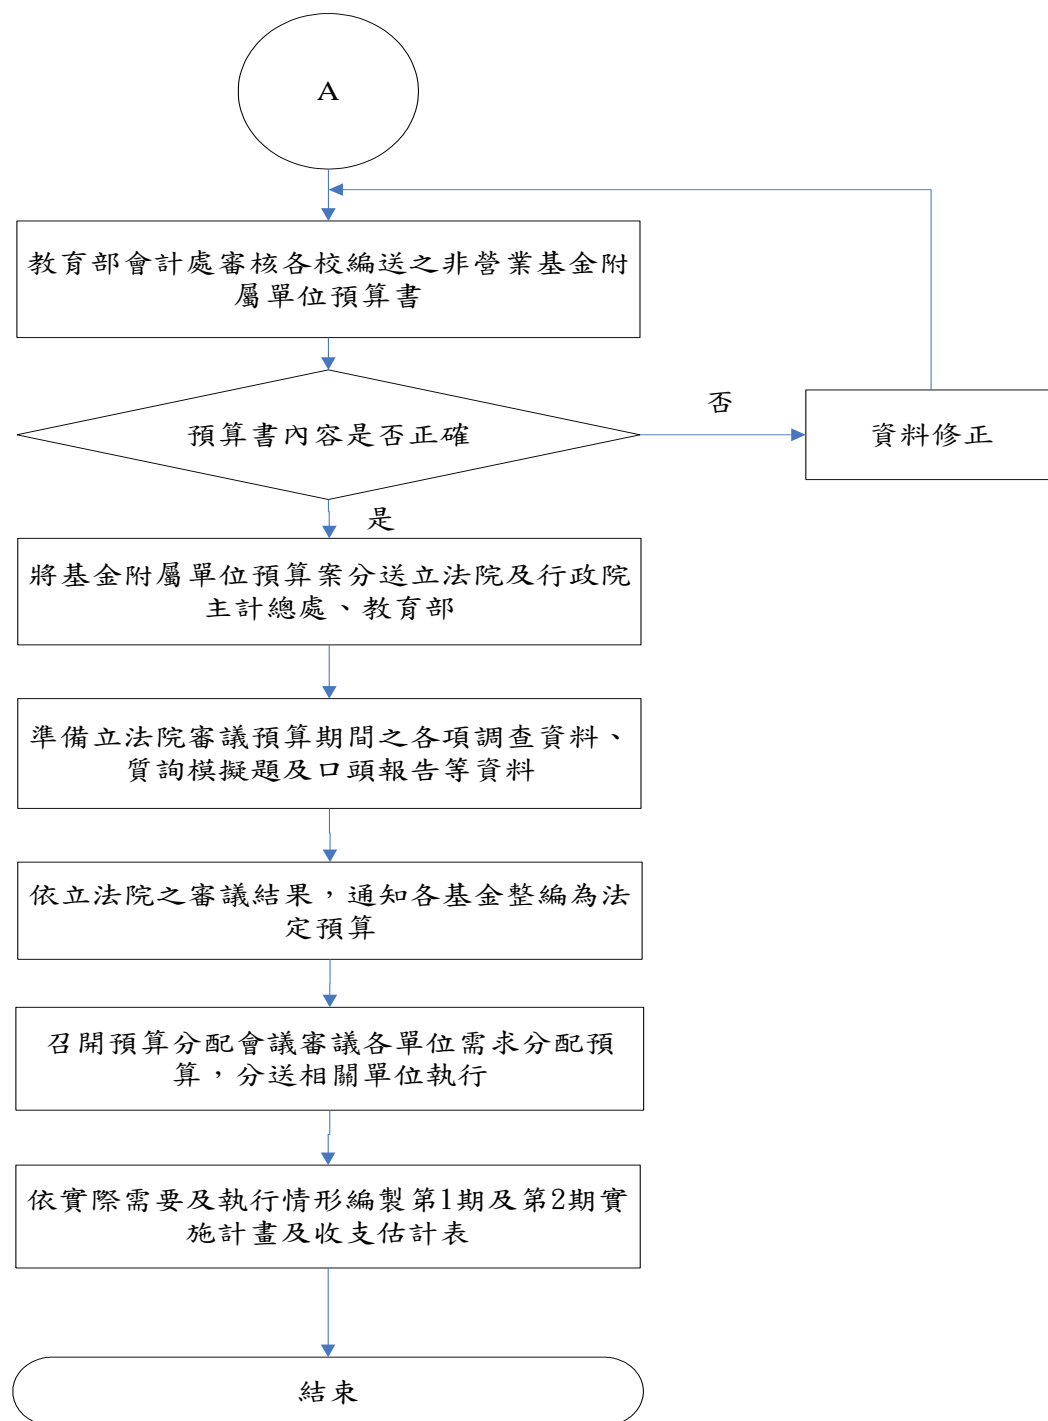 A
教育部會計處審核各校編送之非營業基金附
屬單位預算書
預算書內容是否正確
否
資料修正
是
將基金附屬單位預算案分送立法院及行政院
主計總處、教育部
準備立法院審議預算期間之各項調查資料、
質詢模擬題及口頭報告等資料
依立法院之審議結果，通知各基金整編為法
定預算
召開預算分配會議審議各單位需求分配預
算，分送相關單位執行
依實際需要及執行情形編製第1期及第2期實
施計畫及收支估計表
結束